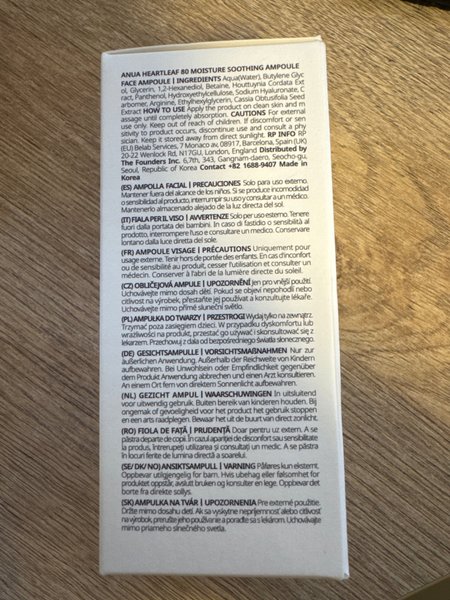 ANUA HEARTLEAF 80 MOISTURE SOOTHING AMPOULE
FACE AMPOULE | INGREDIENTS Aqua(Water), Butylene Glyc
ol, Glycerin, 1,2-Hexanediol, Betaine, Houttuynia Cordata Ext
ract, Panthenol, Hydroxyethylcellulose, Sodium Hyaluronate, C
arbomer, Arginine, Ethylhexylglycerin, Cassia Obtusifolia Seed
Extract HOW TO USE Apply the product on clean skin and m
assage until completely absorption. CAUTIONS For external
use only. Keep out of reach of children. If discomfort or sen
sitivity to product occurs, discontinue use and consult a phy
sician. Keep it stored away from direct sunlight. RP INFO RP
(EU) Belab Services, 7 Monaco av, 08917, Barcelona, Spain (UK)
20-22 Wenlock Rd, N17GU, London, England Distributed by
The Founders Inc. 6,7th, 343, Gangnam-daero, Seocho-gu,
Seoul, Republic of Korea Contact +82 1688-9407 Made in
Korea
(ES) AMPOLLA FACIAL | PRECAUCIONES Solo para uso externo.
Mantener fuera del alcance de los niños. Si se produce incomodidad
o sensibilidad al producto, interrumpir su uso y consultar a un médico.
Mantenerlo almacenado alejado de la luz directa del sol.
(IT) FIALA PER IL VISO | AVVERTENZE Solo per uso esterno. Tenere
fuori dalla portata dei bambini. In caso di fastidio o sensibilità al
prodotto, interrompere l'uso e consultare un medico. Conservare
lontano dalla luce diretta del sole.
(FR) AMPOULE VISAGE | PRÉCAUTIONS Uniquement pour
usage externe. Tenir hors de portée des enfants. En cas d'inconfort
ou de sensibilité au produit, cesser l'utilisation et consulter un
médecin. Conserver à l'abri de la lumière directe du soleil.
(CZ) OBLIČEJOVÁ AMPULE | UPOZORNĚNÍ Jen pro vnější použití.
Uchovávejte mimo dosah dětí. Pokud se objeví nepohodlí nebo
citlivost na výrobek, přestaňte jej používat a konzultujte lékaře.
Uchovávejte mimo přímé sluneční světlo.
(PL) AMPUŁKA DO TWARZY | PRZESTROGI Wydaj tylko na zewnątrz.
Trzymać poza zasięgiem dzieci. W przypadku dyskomfortu lub
wrażliwości na produkt, przestać go używać i skonsultować się z
lekarzem. Przechowuj z dala od bezpośredniego światła słonecznego.
(DE) GESICHTSAMPULLE | VORSICHTSMAẞNAHMEN Nur zur
äußerlichen Anwendung. Außerhalb der Reichweite von Kindern
aufbewahren. Bei Unwohlsein oder Empfindlichkeit gegenüber
dem Produkt Anwendung abbrechen und einen Arzt konsultieren.
An einem Ort fern von direktem Sonnenlicht aufbewahren.
(NL) GEZICHT AMPUL | WAARSCHUWINGEN In uitsluitend
voor uitwendig gebruik. Buiten bereik van kinderen houden. Bij
ongemak of gevoeligheid voor het product het gebruik stoppen
en een arts raadplegen. Bewaar het uit de buurt van direct zonlicht.
(RO) FIOLA DE FAȚĂ | PRUDENȚĂ Doar pentru uz extern. A se
păstra departe de copii. În cazul apariției de disconfort sau sensibilitate
la produs, întrerupeți utilizarea și consultați un medic. A se păstra
în locuri ferite de lumina directă a soarelui.
(SE/ DK/ NO) ANSIKTSAMPULL | VARNING Påføres kun eksternt.
Oppbevar utilgjengelig for barn. Hvis ubehag eller følsomhet for
produktet oppstår, avslutt bruken og konsulter en lege. Oppbevar det
borte fra direkte sollys.
(SK) AMPULKA NA TVÁR | UPOZORNENIA Pre externé použitie.
Držte mimo dosahu detí. Ak sa vyskytne nepríjemnosť alebo citlivosť
na výrobok, prerušte jeho používanie a poraďte sa s lekárom. Uchovávajte
mimo priameho slnečného svetla.